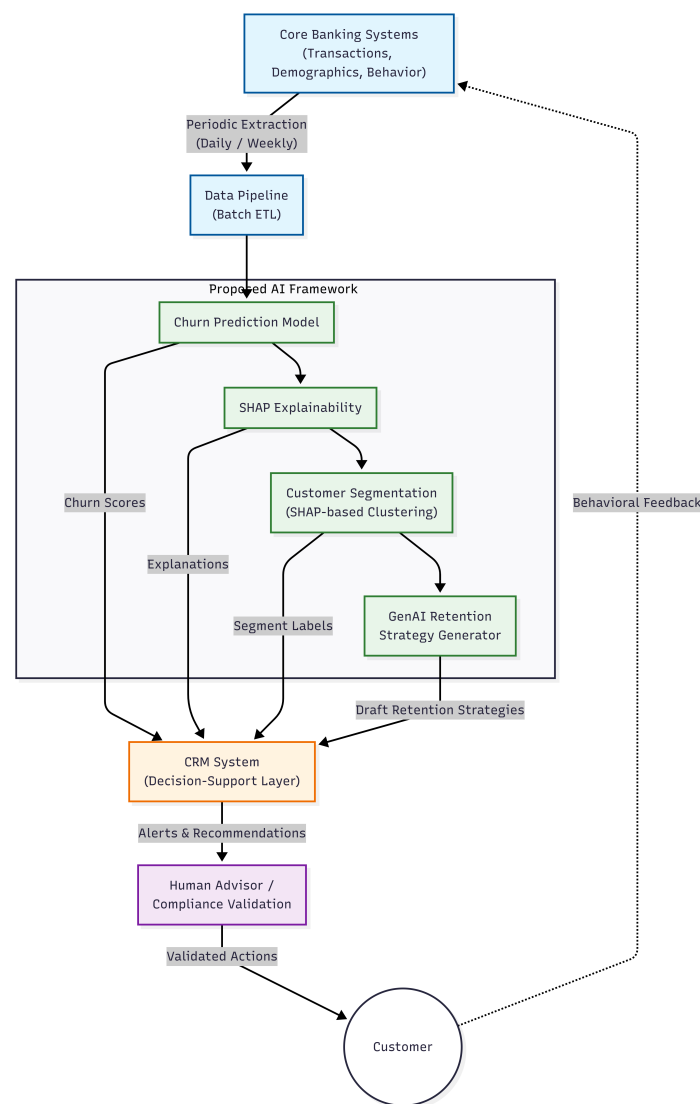 Core Banking Systems
(Transactions,
Demographics, Behavior)
Periodic Extraction
(Daily / Weekly)
Data Pipeline
(Batch ETL)
Proposed AI Framework
Churn Prediction Model
SHAP Explainability
Customer Segmentation
(SHAP-based Clustering)
Churn Scores
Behavioral Feedback
Explanations
GenAI Retention
Strategy Generator
Segment Labels
Draft Retention Strategies
CRM System
(Decision-Support Layer)
Alerts & Recommendations
Human Advisor /
Compliance Validation
Validated Actions
Customer